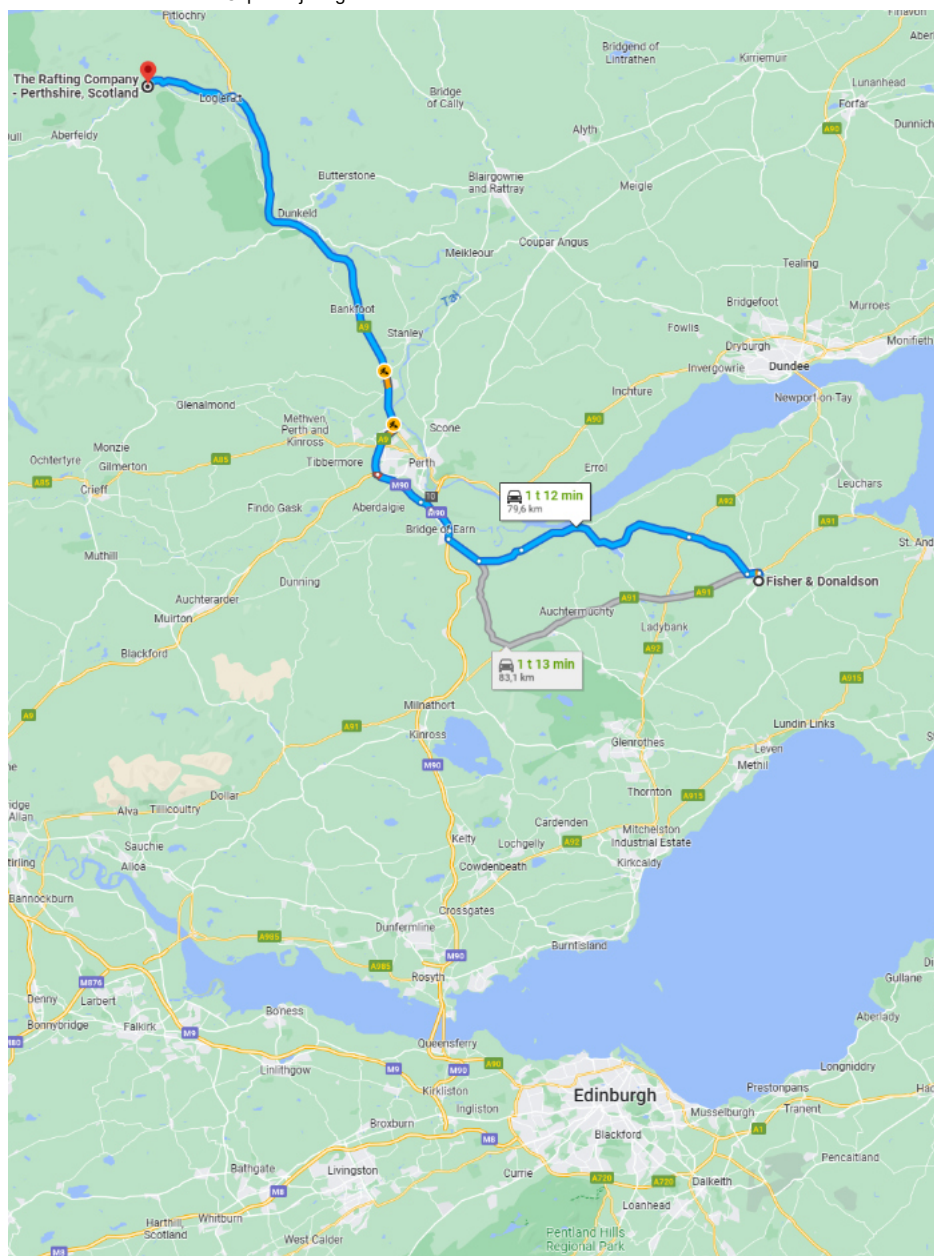 Pitlochry
Finavon
The Rafting Company
- Perthshire, Scotland
Logierait
Bridgend of
Lintrathen
Kirriemuir
Lunanhead
Forfar
Bridge
of Cally
Aberfeldy
Alyth
A90
Dunnich
Butterstone
Blairgowrie
and Rattray
Meigle
Dunkeld
Meikleour
Coupar Angus
Tealing
Tay
Bankfoot
Bridgefoot
Murroes
A9
Stanley
Fowlis
Dryburgh
Monifieth
Invergowrie
Dundee
Glenalmond
Inchture
Newport-on-Tay
Methven,
Perth and
Kinross
Scone
A90
A9
Monzie
Ochtertyre
Gilmerton
A85
Tibbermore
Perth
Errol
A85
Crieff
M90
Leuchars
10
1 t 12 min
79,6 km
A92
Findo Gask
Aberdalgie
M90
Bridge of Earn
A91
St. And
Muthill
Dunning
Fisher & Donaldson
Auchterarder
Auchtermuchty
A91
A91
Muirton
Ladybank
A92
Blackford
1 t 13 min
83,1 km
A915
Milnathort
A9
A91
Kinross
Lundin Links
Glenrothes
Leven
Methil
M90
Dollar
Thornton
A915
Allan
Alva
Tillicoultry
Cardenden
Mitchelston
Industrial Estate
Kelty
Lochgelly
A92
Sauchie
Cowdenbeath
Kirkcaldy
Alloa
tirling
Bannockburn
Crossgates
Dunfermline
A985
Burntisland
M90
A985
Rosyth
M876
Gullane
Denny
Larbert
Bo'ness
Aberlady
Bonnybridge
Falkirk
M9
Queensferry
M80
Linlithgow
A90
Longniddry
M9
M90
Kirkliston
Prestonpans
Edinburgh
Ingliston
Musselburgh
Tranent
Broxburn
A1
M8
Blackford
Pencaitland
Bathgate
Livingston
Currie
A720
A720
Dalkeith
M8
Loanhead
Harthill,
Scotland
Whitburn
West Calder
Pentland Hills
Regional Park
M8